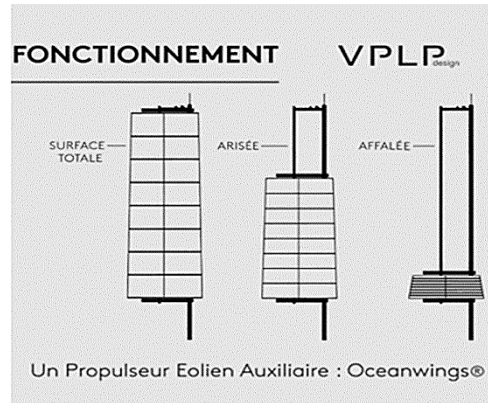 FONCTIONNEMENT
VPLP
design
SURFACE
TOTALE
ARISÉE
AFFALÉE
Un Propulseur Eolien Auxiliaire : Oceanwings®